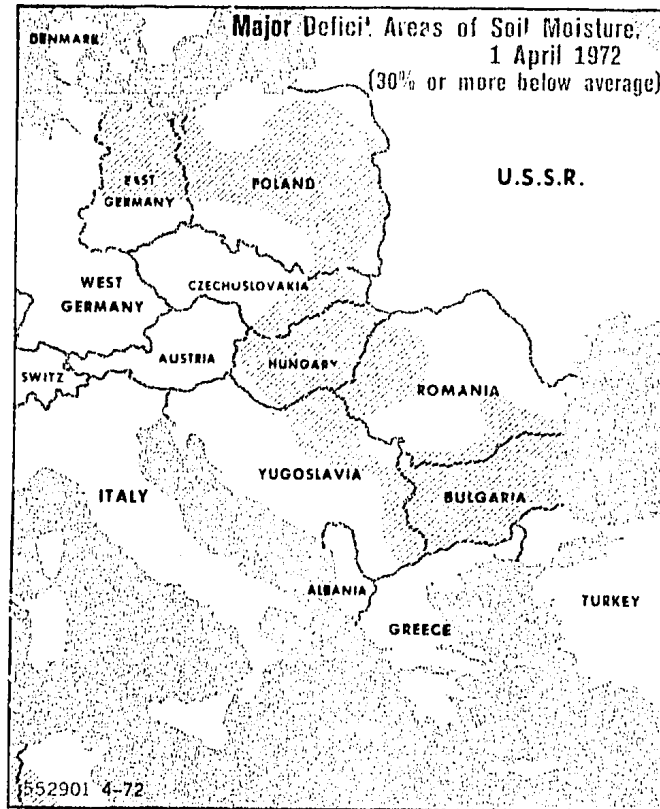 Major Deficit Areas of Soil Moisture,
1 April 1972
(30% or more below average)
DENMARK
EAST
GERMANY
POLAND
U.S.S.R.
WEST
GERMANY
CZECHUSLOVAKIA
AUSTRIA
HUNGARY
SWITZ
ROMANIA
ITALY
YUGOSLAVIA
BULGARIA
ALBANIA
GREECE
TURKEY
552901 4-72